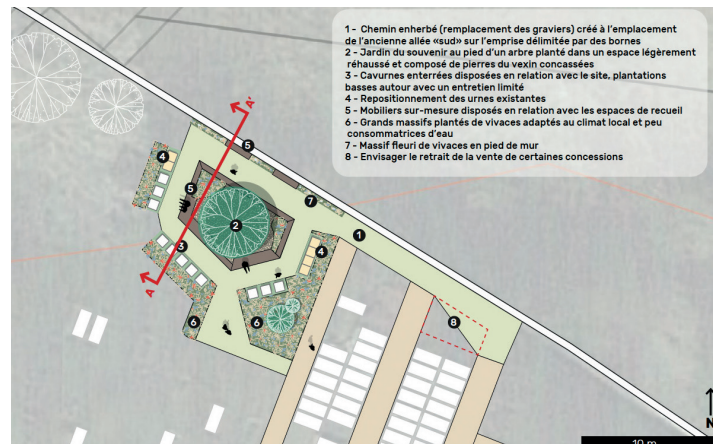 1 - Chemin enherbé (remplacement des graviers) créé à l'emplacement
de l'ancienne allée «sud» sur l'emprise délimitée par des bornes
2 - Jardin du souvenir au pied d'un arbre planté dans un espace légèrement
réhaussé et composé de pierres du vexin concassées
3 - Cavurnes enterrées disposées en relation avec le site, plantations
basses autour avec un entretien limité
4 - Repositionnement des urnes existantes
5 - Mobiliers sur-mesure disposés en relation avec les espaces de recueil
6 - Grands massifs plantés de vivaces adaptés au climat local et peu
consommatrices d'eau
7 - Massif fleuri de vivaces en pied de mur
8 - Envisager le retrait de la vente de certaines concessions
A'
5
4
5
7
2
1
3
4
A
8
6
6
N
10 m